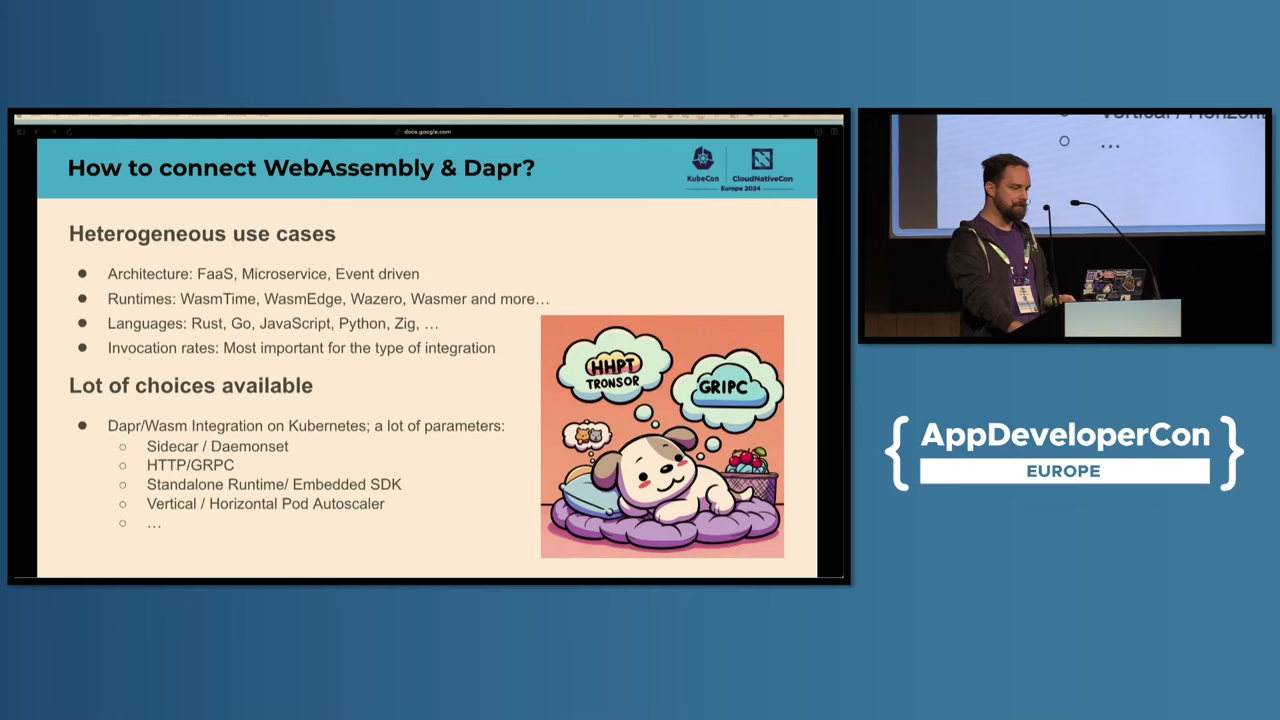 docs.google.com
How to connect WebAssembly & Dapr?
KubeCon
CloudNativeCon
Europe 2024
Heterogeneous use cases
● Architecture: FaaS, Microservice, Event driven
● Runtimes: WasmTime, WasmEdge, Wazero, Wasmer and more…
● Languages: Rust, Go, JavaScript, Python, Zig, …
● Invocation rates: Most important for the type of integration
Lot of choices available
● Dapr/Wasm Integration on Kubernetes; a lot of parameters:
○ Sidecar / Daemonset
○ HTTP/GRPC
○ Standalone Runtime/ Embedded SDK
○ Vertical / Horizontal Pod Autoscaler
○ …
HHPT
TRONSOR
GRIPC
○ …
{ AppDeveloperCon }
EUROPE